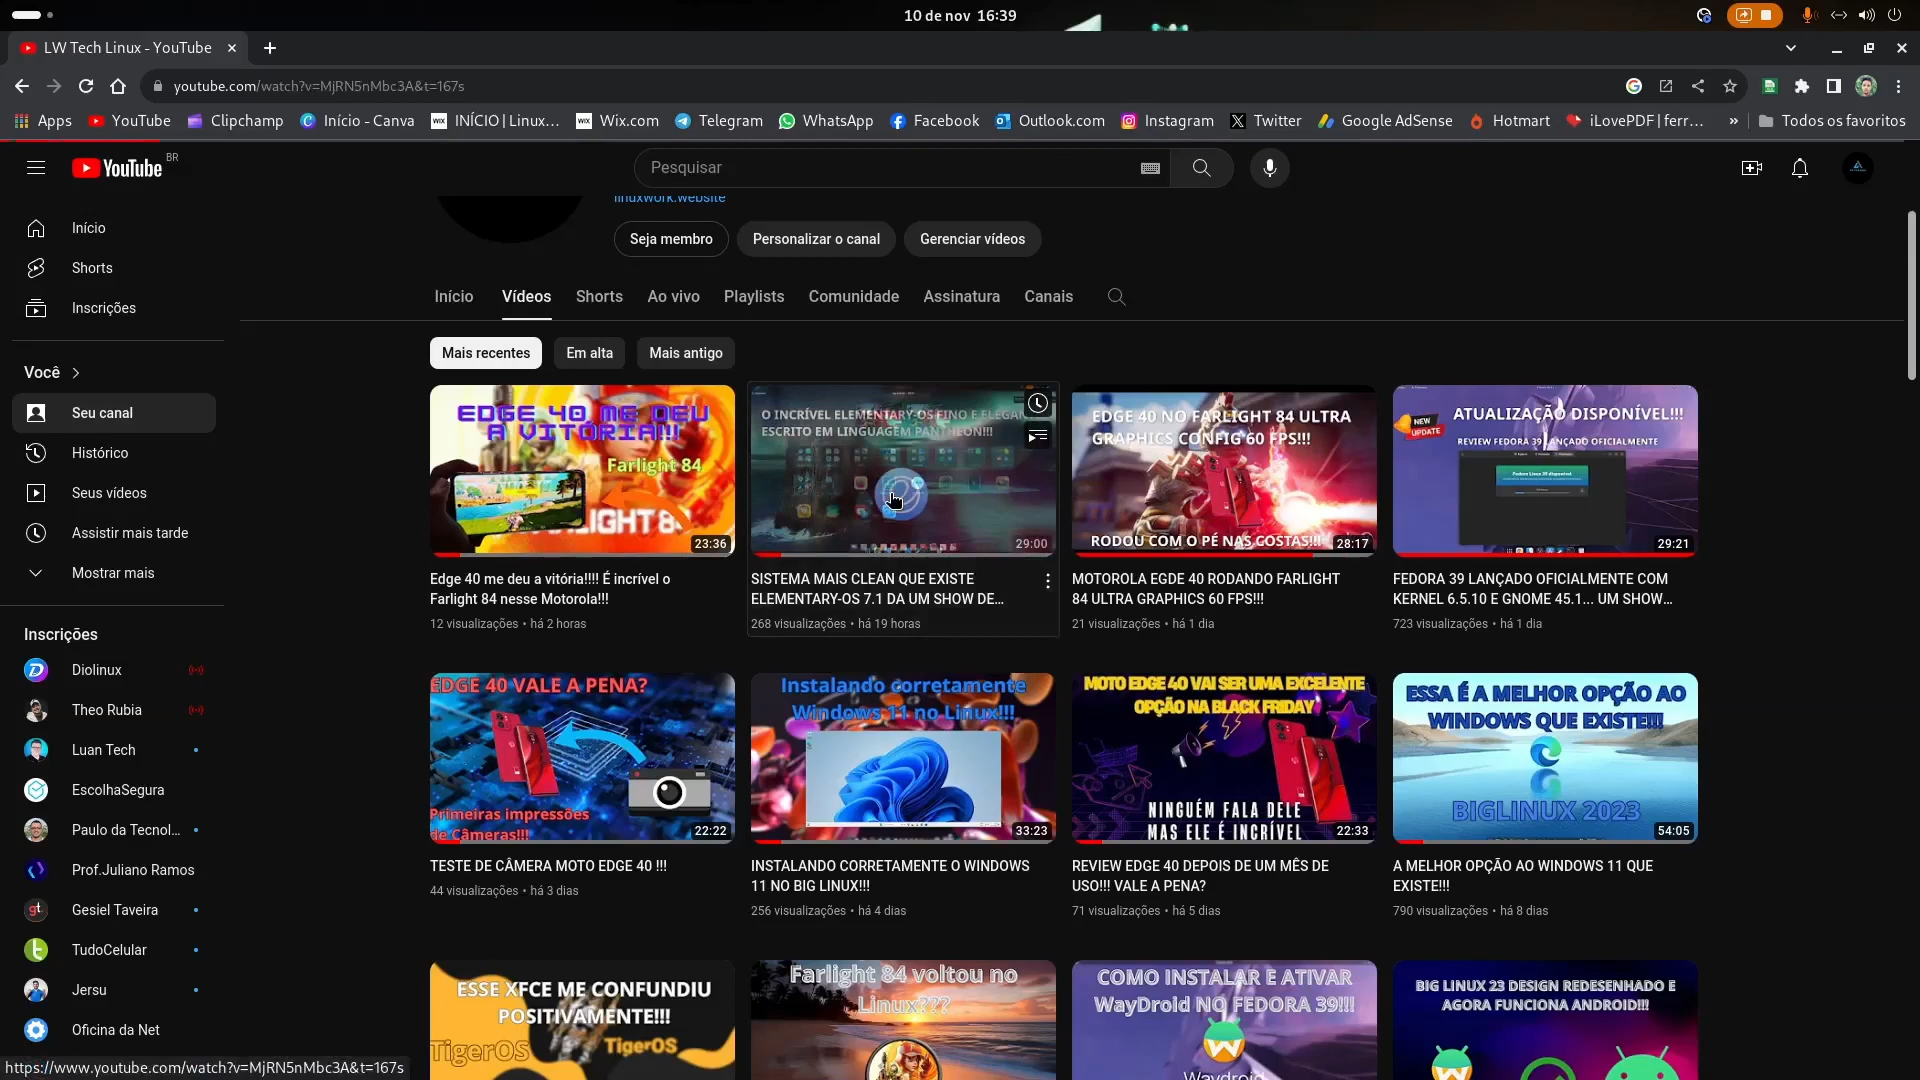 10 de nov 16:39
LW Tech Linux - YouTube
youtube.com/watch?v=MjRN5nMbc3A&t=167s
Apps
YouTube
Clipchamp
Início - Canva
INÍCIO | Linux...
Wix.com
Telegram
WhatsApp
Facebook
Outlook.com
Instagram
Twitter
Google AdSense
Hotmart
iLovePDF | ferr...
Todos os favoritos
YouTube BR
Pesquisar
Início
Shorts
Inscrições
Você
Seu canal
Histórico
Seus vídeos
Assistir mais tarde
Mostrar mais
Inscrições
Diolinux
Theo Rubia
Luan Tech
EscolhaSegura
Paulo da Tecnol...
Prof.Juliano Ramos
Gesiel Taveira
TudoCelular
Jersu
Oficina da Net
https://www.youtube.com/watch?v=MjRN5nMbc3A&t=167s
linuxwork.website
Seja membro
Personalizar o canal
Gerenciar vídeos
Início
Vídeos
Shorts
Ao vivo
Playlists
Comunidade
Assinatura
Canais
Mais recentes
Em alta
Mais antigo
EDGE 40 ME DEU
A VITÓRIA!!!
Farlight 84
23:36
Edge 40 me deu a vitória!!!! É incrível o
Farlight 84 nesse Motorola!!!
12 visualizações • há 2 horas
O INCRÍVEL ELEMENTARY-OS FINO E ELEGAN
ESCRITO EM LINGUAGEM PANTHEON!!!
29:00
SISTEMA MAIS CLEAN QUE EXISTE
ELEMENTARY-OS 7.1 DA UM SHOW DE...
268 visualizações • há 19 horas
EDGE 40 NO FARLIGHT 84 ULTRA
GRAPHICS CONFIG 60 FPS!!!
RODOU COM O PÉ NAS COSTAS!!!
28:17
MOTOROLA EGDE 40 RODANDO FARLIGHT
84 ULTRA GRAPHICS 60 FPS!!!
21 visualizações • há 1 dia
NEW
UPDATE
ATUALIZAÇÃO DISPONÍVEL!!!
REVIEW FEDORA 39 LANÇADO OFICIALMENTE
29:21
FEDORA 39 LANÇADO OFICIALMENTE COM
KERNEL 6.5.10 E GNOME 45.1... UM SHOW...
723 visualizações • há 1 dia
EDGE 40 VALE A PENA?
Primeiras impressões
de Câmeras!!!
22:22
TESTE DE CÂMERA MOTO EDGE 40 !!!
44 visualizações • há 3 dias
Instalando corretamente
Windows 11 no Linux!!!
33:23
INSTALANDO CORRETAMENTE O WINDOWS
11 NO BIG LINUX!!!
256 visualizações • há 4 dias
MOTO EDGE 40 VAI SER UMA EXCELENTE
OPÇÃO NA BLACK FRIDAY
NINGUÉM FALA DELE
MAS ELE É INCRÍVEL
22:33
REVIEW EDGE 40 DEPOIS DE UM MÊS DE
USO!!! VALE A PENA?
71 visualizações • há 5 dias
ESSA É A MELHOR OPÇÃO AO
WINDOWS QUE EXISTE!!!
BIGLINUX 2023
54:05
A MELHOR OPÇÃO AO WINDOWS 11 QUE
EXISTE!!!
790 visualizações • há 8 dias
ESSE XFCE ME CONFUNDIU
POSITIVAMENTE!!!
TigerOS
TigerOS
Farlight 84 voltou no
Linux???
COMO INSTALAR E ATIVAR
WayDroid NO FEDORA 39!!!
Waydroid
BIG LINUX 23 DESIGN REDESENHADO E
AGORA FUNCIONA ANDROID!!!